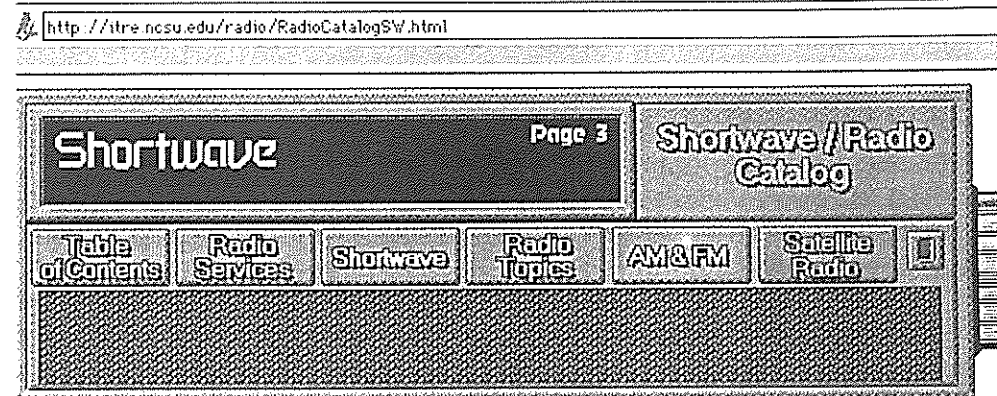 http://itre.ncsu.edu/radio/RadioCatalogSW.html
Shortwave
Page 3
Shortwave / Radio
Catalog
Table
of Contents
Radio
Services
Shortwave
Radio
Topics
AM & FM
Satellite
Radio